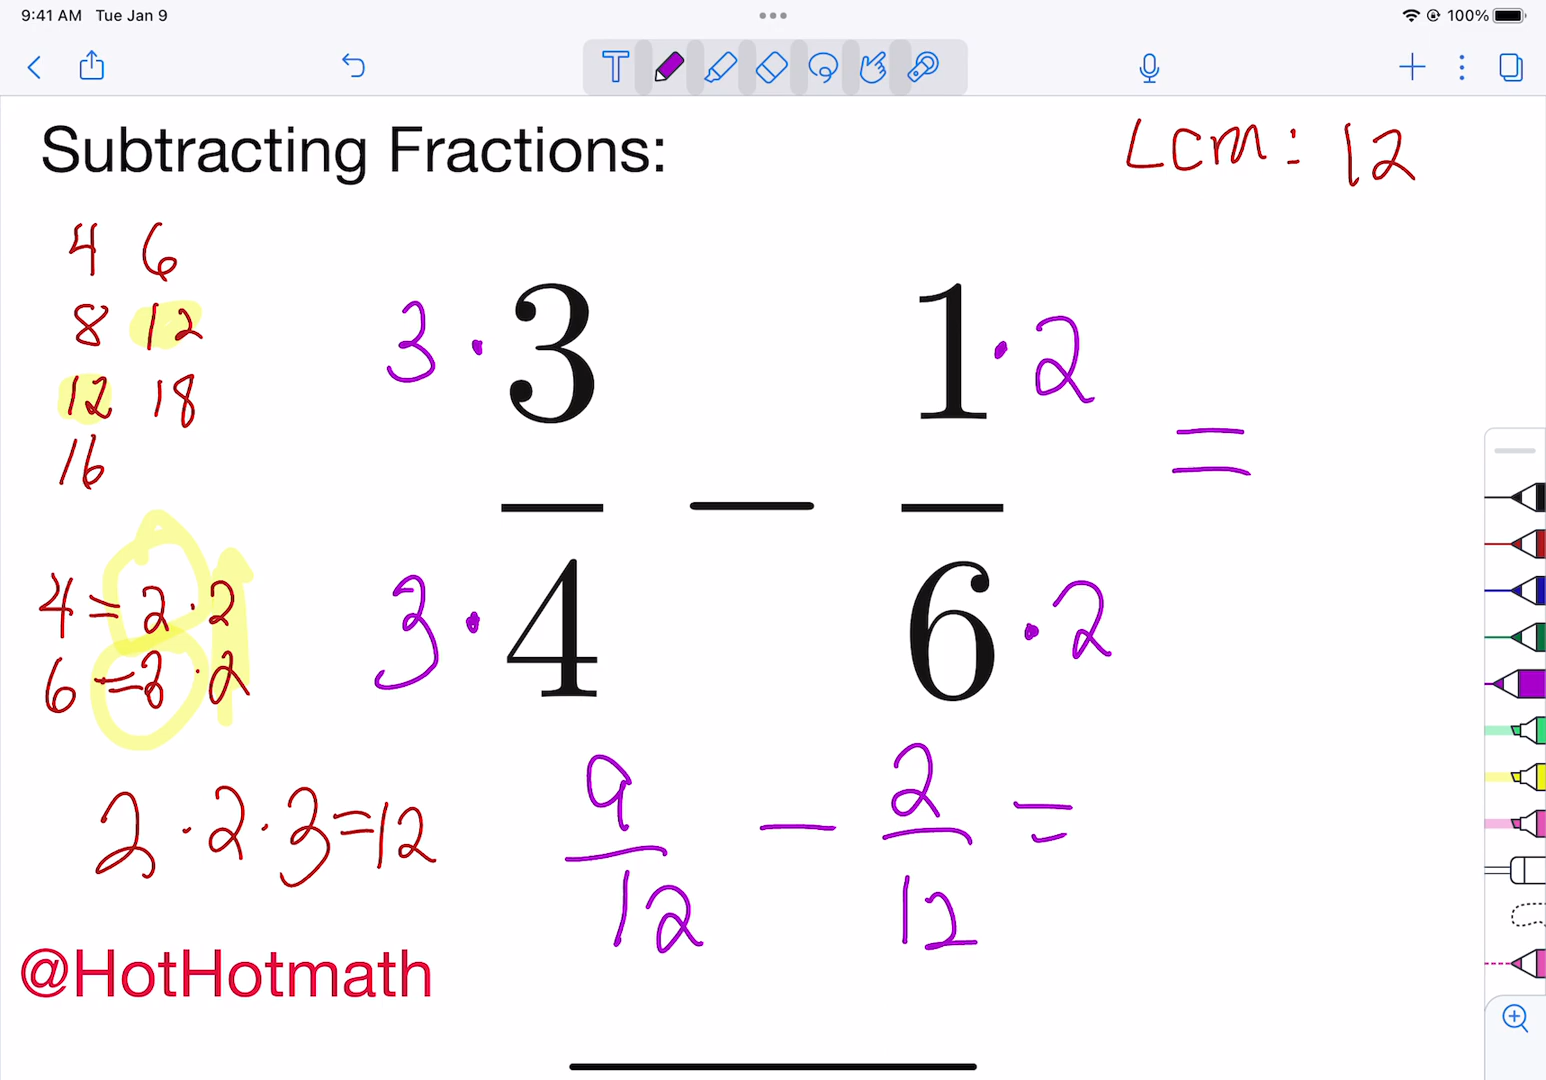 9:41 AM Tue Jan 9
100%
Subtracting Fractions:
LCM: 12
4 6
8 12
12 18
16
3 · 3 1 · 2
— — — =
3 · 4 6 · 2
4 = 2 · 2
6 = 3 · 2
2 · 2 · 3 = 12
9 2
— — — =
12 12
@HotHotmath